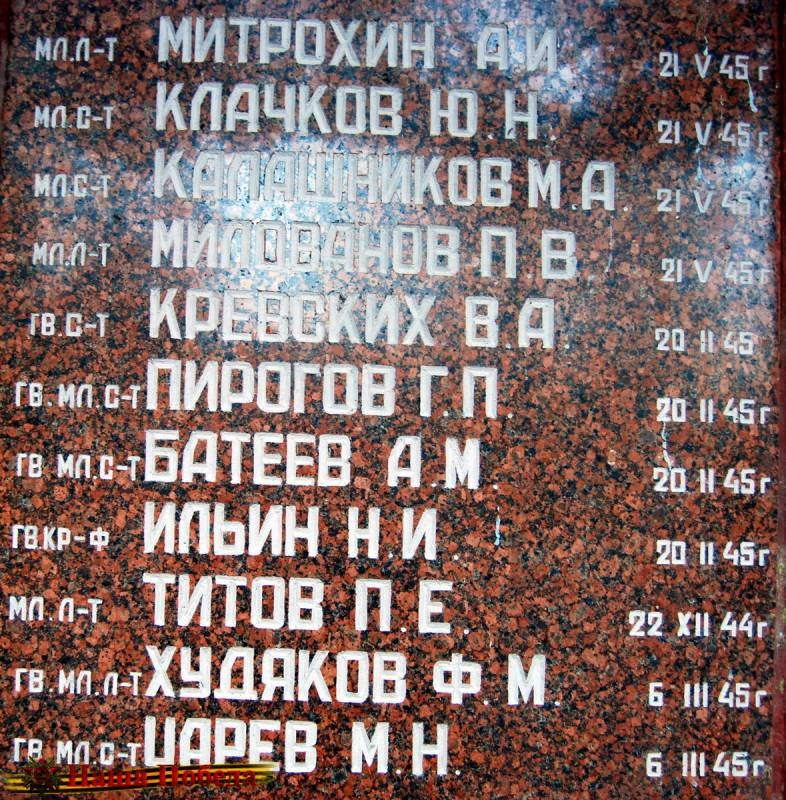 МЛ.Л-Т МИТРОХИН А.И. 21 V 45 г
МЛ.С-Т КЛАЧКОВ Ю.Н. 21 V 45 г
МЛ.С-Т КАЛАШНИКОВ М.А. 21 V 45 г
МЛ.Л-Т МИЛОВАНОВ П.В. 21 V 45 г
ГВ.С-Т КРЕВСКИХ В.А. 20 II 45 г
ГВ.МЛ.С-Т ПИРОГОВ Г.П. 20 II 45 г
ГВ МЛ.С-Т БАТЕЕВ А.М. 20 II 45 г
ГВ.КР-Ф ИЛЬИН Н.И. 20 II 45 г
МЛ.Л-Т ТИТОВ П.Е. 22 XII 44 г
ГВ.МЛ.Л-Т ХУДЯКОВ Ф.М. 6 III 45 г
ГВ МЛ.С-Т ЦАРЕВ М.Н. 6 III 45 г
Наша Победа